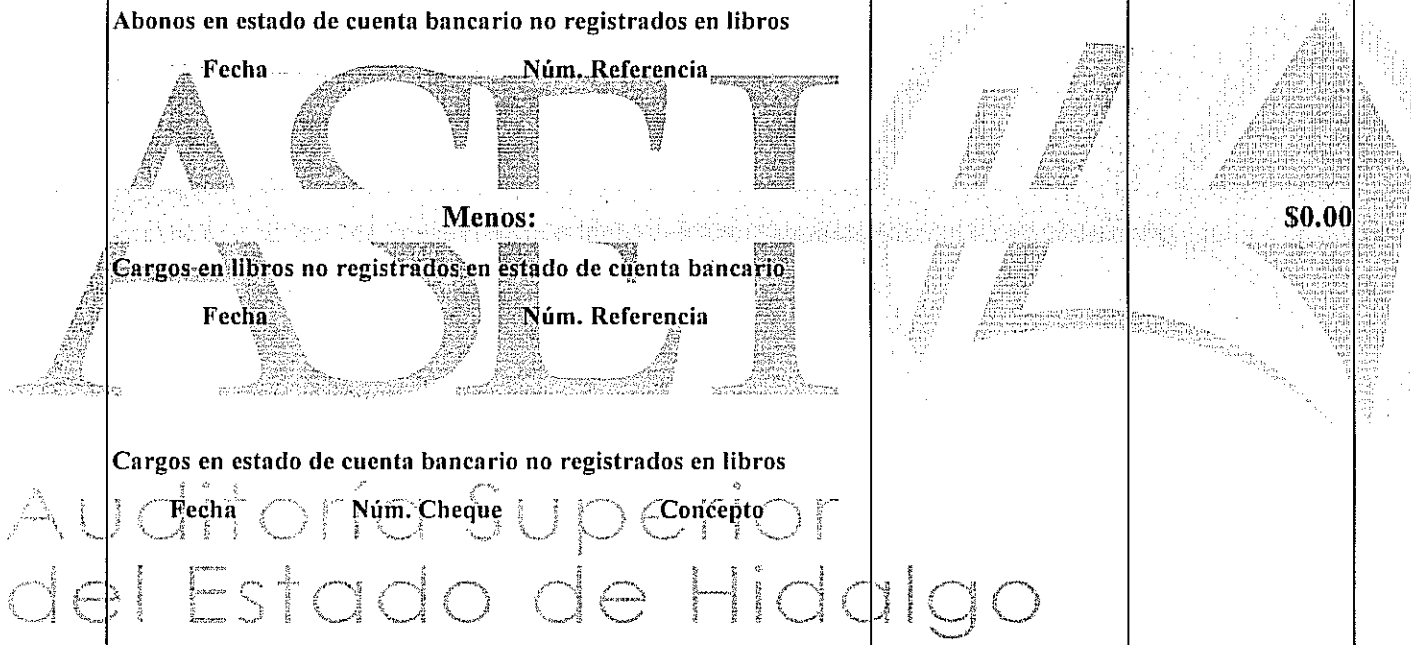 Abonos en estado de cuenta bancario no registrados en libros
Fecha Núm. Referencia
ASEH
Menos: $0.00
Cargos en libros no registrados en estado de cuenta bancario
Fecha Núm. Referencia
Cargos en estado de cuenta bancario no registrados en libros
Fecha Núm. Cheque Concepto
Auditoría Superior
del Estado de Hidalgo